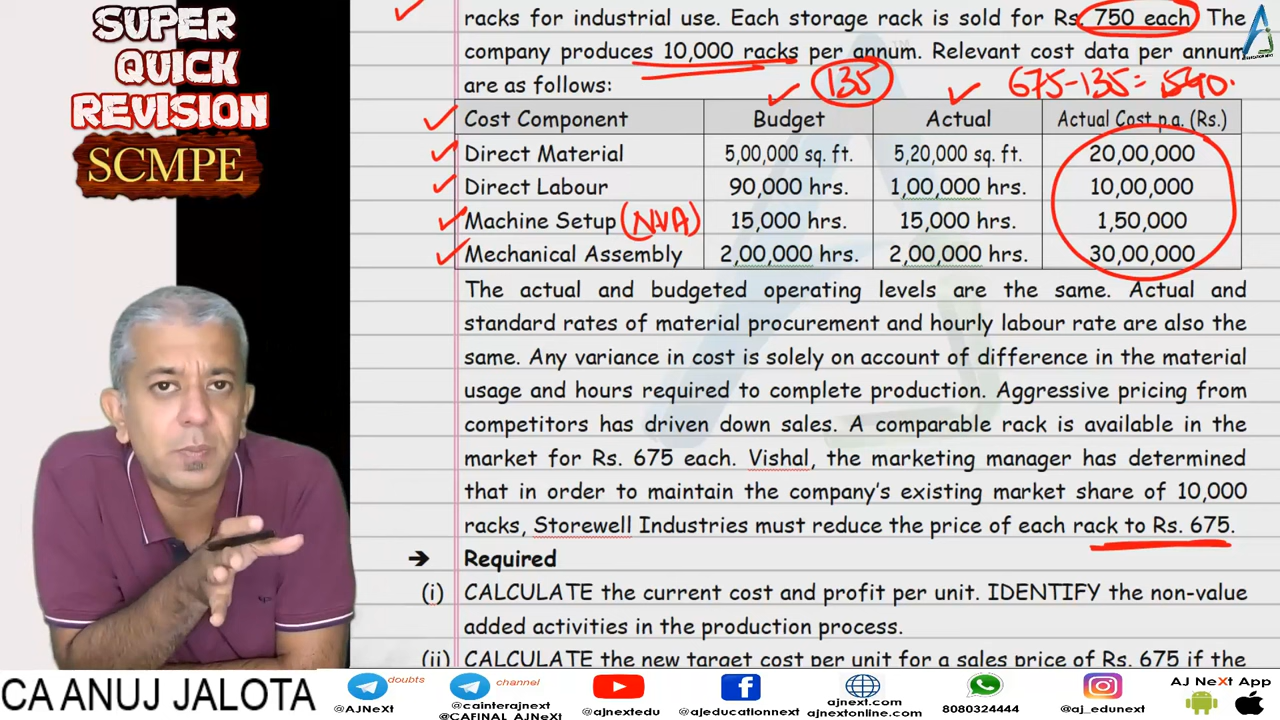 SUPER
QUICK
REVISION
SCMPE
racks for industrial use. Each storage rack is sold for Rs. 750 each. The
company produces 10,000 racks per annum. Relevant cost data per annum
are as follows:
135
675-135= 540.
Cost Component Budget Actual Actual Cost p.a. (Rs.)
Direct Material 5,00,000 sq. ft. 5,20,000 sq. ft. 20,00,000
Direct Labour 90,000 hrs. 1,00,000 hrs. 10,00,000
Machine Setup (NVA) 15,000 hrs. 15,000 hrs. 1,50,000
Mechanical Assembly 2,00,000 hrs. 2,00,000 hrs. 30,00,000
The actual and budgeted operating levels are the same. Actual and
standard rates of material procurement and hourly labour rate are also the
same. Any variance in cost is solely on account of difference in the material
usage and hours required to complete production. Aggressive pricing from
competitors has driven down sales. A comparable rack is available in the
market for Rs. 675 each. Vishal, the marketing manager has determined
that in order to maintain the company's existing market share of 10,000
racks, Storewell Industries must reduce the price of each rack to Rs. 675.
➔ Required
(i) CALCULATE the current cost and profit per unit. IDENTIFY the non-value
added activities in the production process.
(ii) CALCULATE the new target cost per unit for a sales price of Rs. 675 if the
CA ANUJ JALOTA
doubts
@AJNeXt
channel
@cainterajnext
@CAFINAL_AJNeXt
@ajnextedu
@ajeducationnext
ajnext.com
ajnextonline.com
8080324444
@aj_edunext
AJ NeXt App